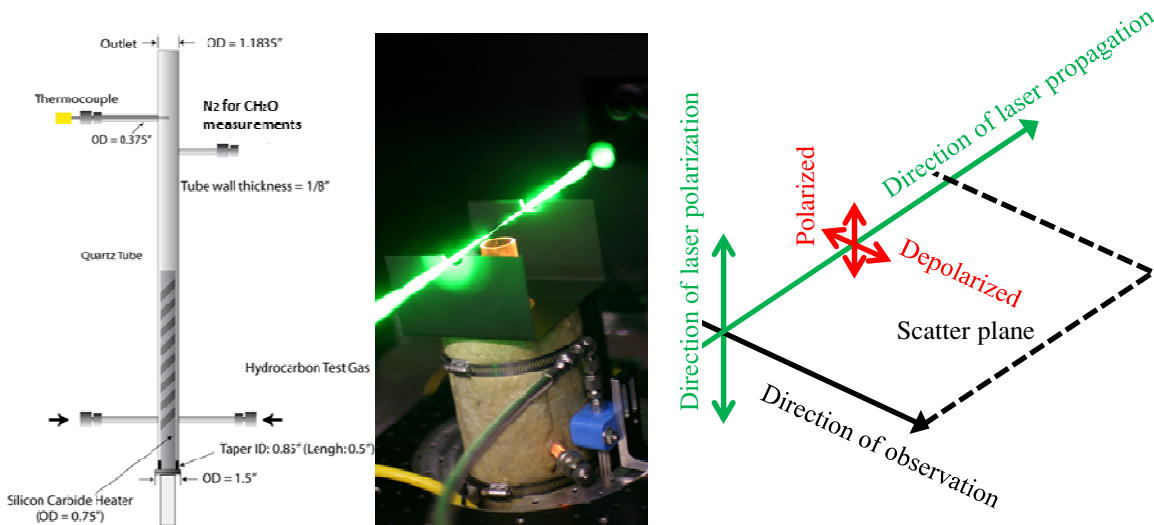 Outlet
OD = 1.1835"
Thermocouple
OD = 0.375"
N2 for CH2O
measurements
Tube wall thickness = 1/8"
Quartz Tube
Hydrocarbon Test Gas
Taper ID: 0.85" (Lengh: 0.5")
OD = 1.5"
Silicon Carbide Heater
(OD = 0.75")
Direction of laser polarization
Polarized
Direction of laser propagation
Depolarized
Scatter plane
Direction of observation